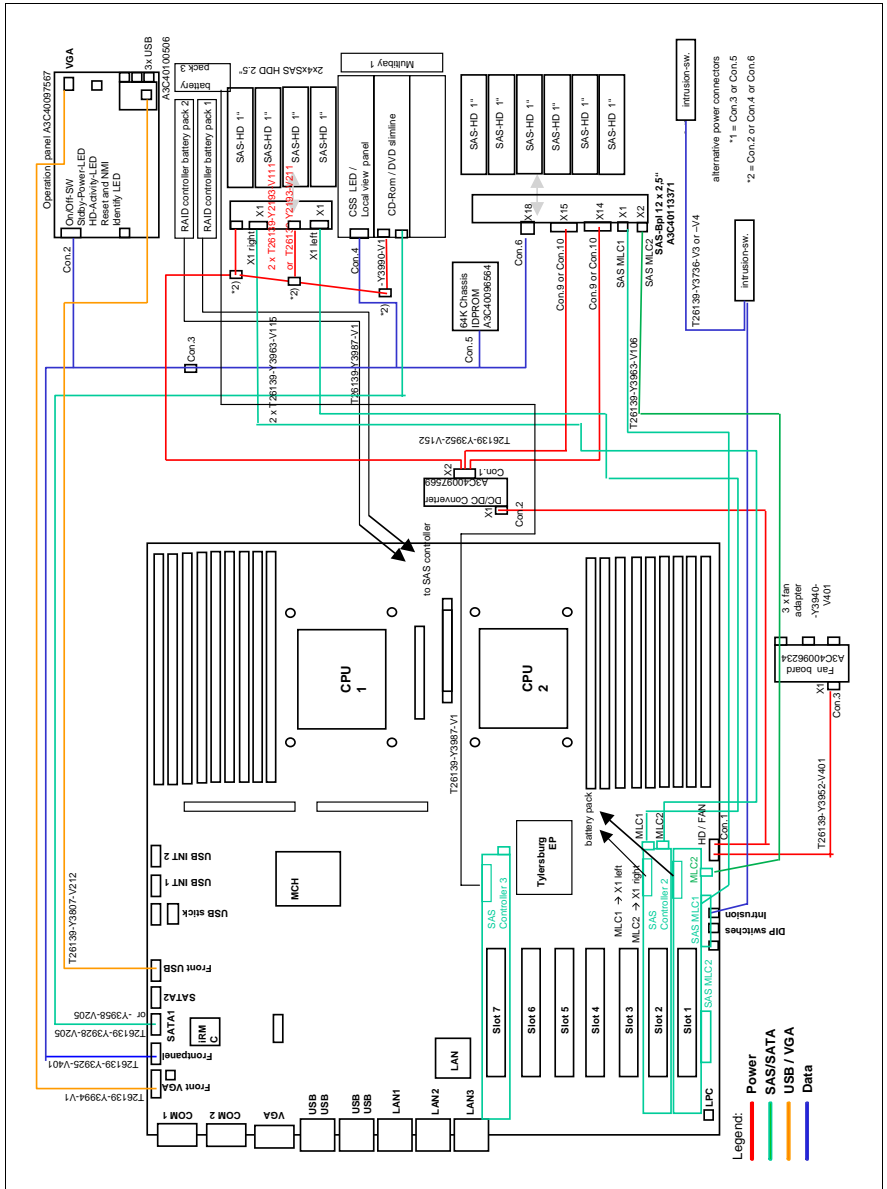 Operation panel A3C40097567
VGA
3x USB
A3C40100506
On/Off-SW
Stdby-Power-LED
HD-Activity-LED
Reset and NMI
Identify LED
Con.2
battery
pack 3
RAID controller battery pack 2
RAID controller battery pack 1
2x4xSAS HDD 2.5"
SAS-HD 1"
SAS-HD 1"
SAS-HD 1"
SAS-HD 1"
X1
X1
X1 right
X1 left
2 x T26139-Y2193-V111
or T26139-Y2193-V211
*2)
*2)
*2)
Multibay 1
CSS LED /
Local view panel
CD-Rom / DVD slimline
Con.4
-Y3990-V1
Con.3
2 x T26139-Y3963-V115
T26139-Y3987-V1
64K Chassis
IDPROM
A3C40096564
Con.5
SAS-HD 1"
SAS-HD 1"
SAS-HD 1"
SAS-HD 1"
SAS-HD 1"
SAS-HD 1"
X18
X15
X14
X1
X2
SAS-Bpl 12 x 2,5"
A3C40113371
Con.6
Con.9 or Con.10
Con.9 or Con.10
SAS MLC1
SAS MLC2
intrusion-sw.
intrusion-sw.
alternative power connectors
*1 = Con.3 or Con.5
*2 = Con.2 or Con.4 or Con.6
T26139-Y3736-V3 or –V4
T26139-Y3963-V106
T26139-Y3952-V152
X2
Con.1
DC/DC Converter
A3C40097569
X1
Con.2
to SAS controller
CPU
1
CPU
2
3 x fan
adapter
-Y3940-
V401
Fan board
A3C40096234
X1
Con.3
T26139-Y3952-V401
T26139-Y3987-V1
battery pack
MLC1
MLC2
HD / FAN
Con.1
MLC1 → X1 left
MLC2 → X1 right
Tylersburg
EP
MCH
USB INT 2
USB INT 1
USB stick
T26139-Y3807-V212
Front USB
SATA2
SATA1
T26139-Y3928-V205
or -Y3958-V205
iRM
C
Frontpanel
T26139-Y3925-V401
Front VGA
T26139-Y3994-V1
SAS
Controller 3
SAS
Controller 2
MLC2
SAS MLC1
SAS MLC2
Intrusion
DIP switches
Slot 7
Slot 6
Slot 5
Slot 4
Slot 3
Slot 2
Slot 1
LAN
COM 1
COM 2
VGA
USB
USB
USB
USB
LAN1
LAN2
LAN3
LPC
Legend:
Power
SAS/SATA
USB / VGA
Data